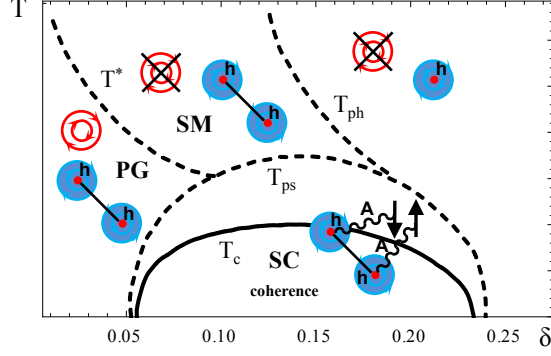 T
h
T*
h
SM
h
T_ph
h
PG
h
h
T_ps
h
A
T_c
SC
A
h
coherence
0.05
0.10
0.15
0.20
0.25
δ